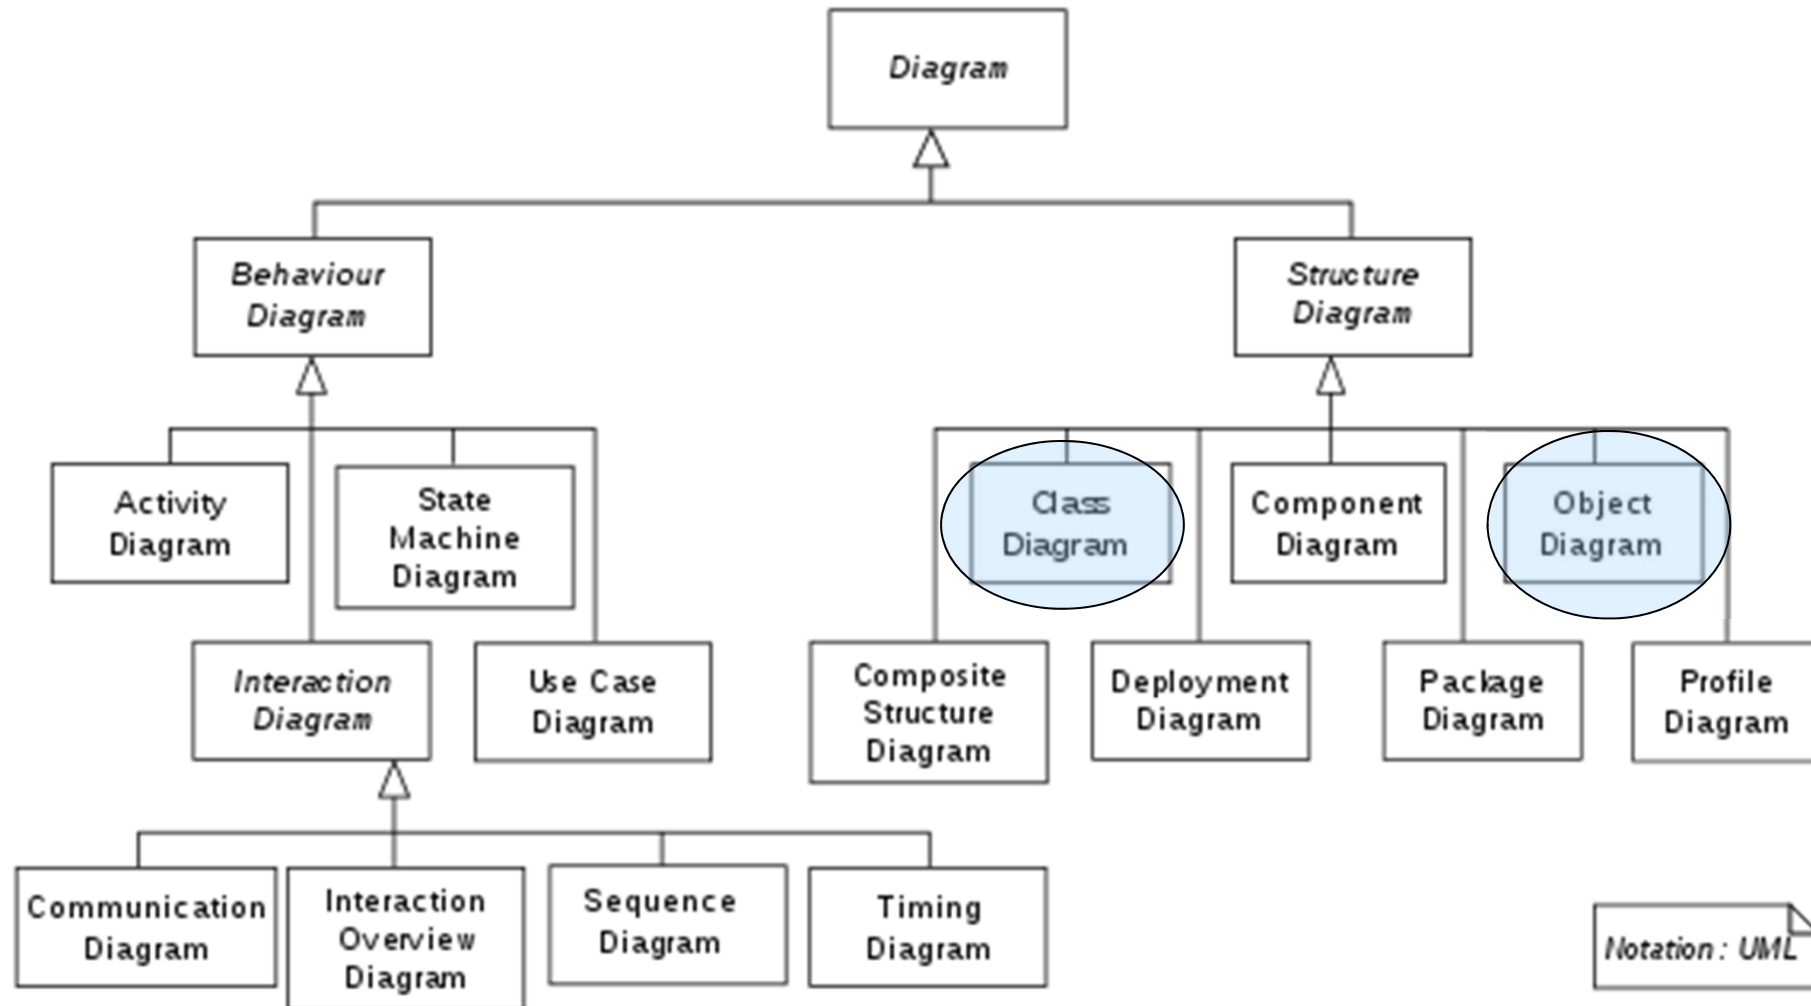 Diagram
Behaviour
Diagram
Structure
Diagram
Activity
Diagram
State
Machine
Diagram
Class
Diagram
Component
Diagram
Object
Diagram
Interaction
Diagram
Use Case
Diagram
Composite
Structure
Diagram
Deployment
Diagram
Package
Diagram
Profile
Diagram
Communication
Diagram
Interaction
Overview
Diagram
Sequence
Diagram
Timing
Diagram
Notation: UML